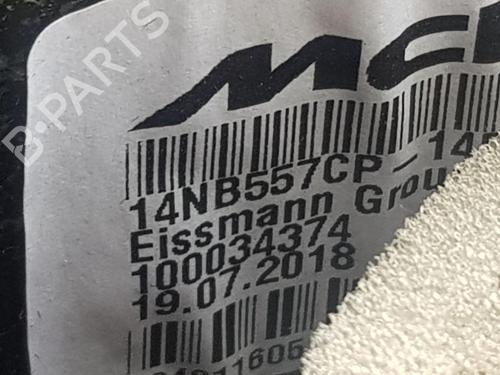 14NB557CP-14
Eissmann Grou
100034374
19.07.2018
B-PARTS